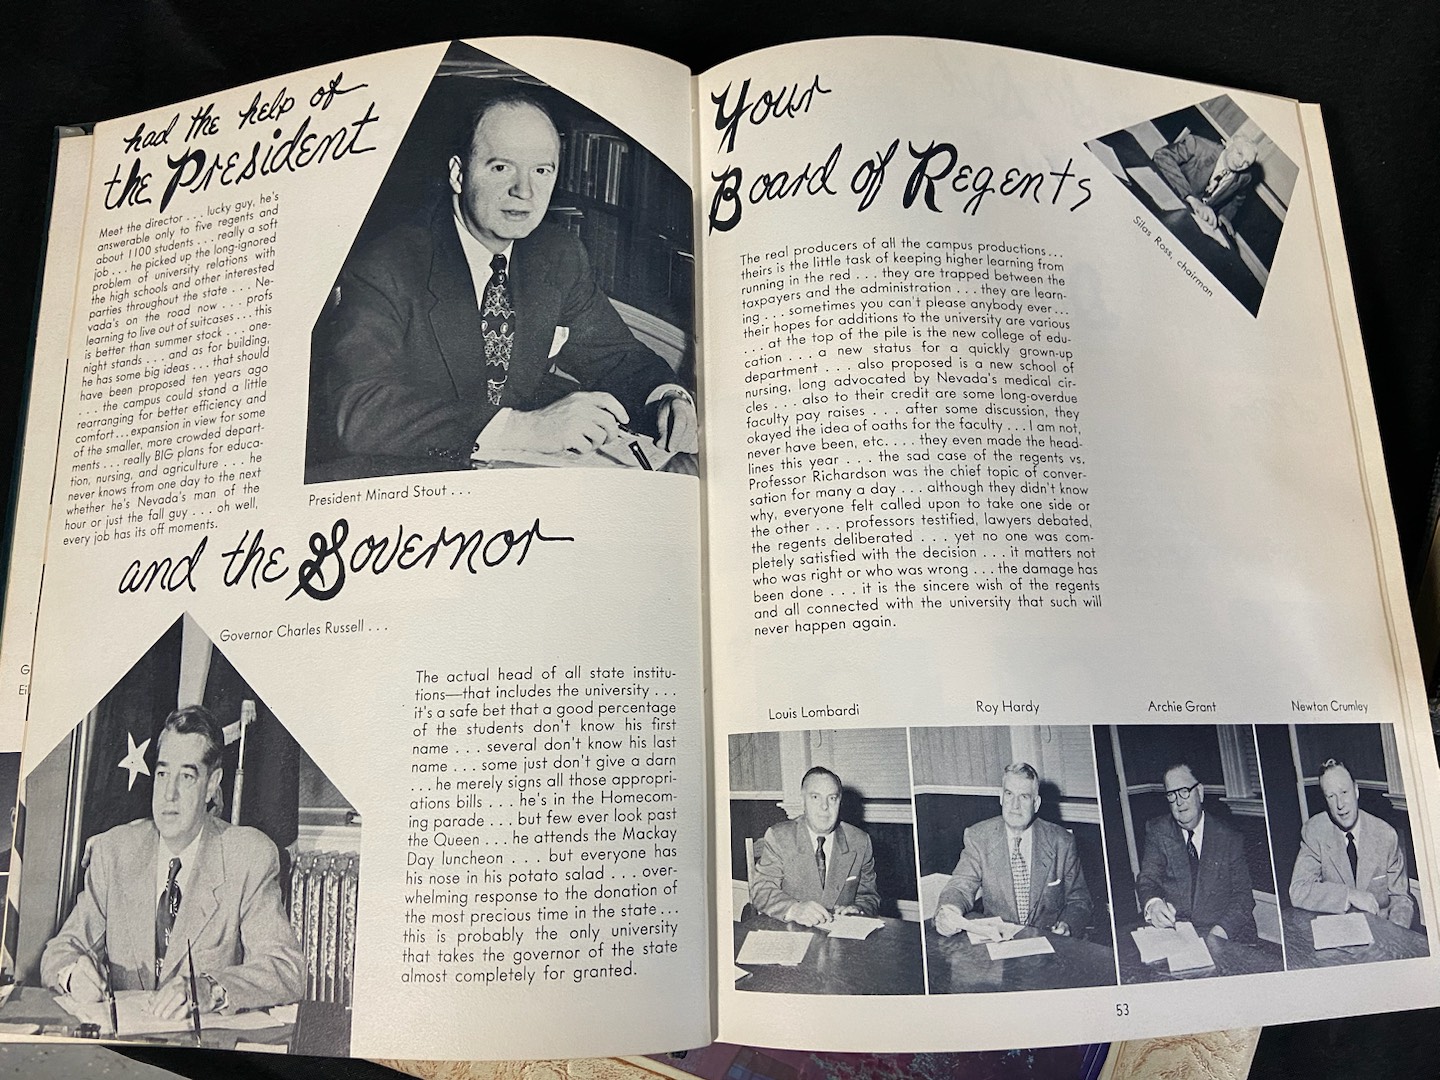 had the help of
the President
Meet the director . . . lucky guy, he's
answerable only to five regents and
about 1100 students . . . really a soft
job . . . he picked up the long-ignored
problem of university relations with
the high schools and other interested
parties throughout the state . . . Ne-
vada's on the road now . . . profs
learning to live out of suitcases . . . this
is better than summer stock . . . one-
night stands . . . and as for building,
he has some big ideas . . . that should
have been proposed ten years ago
. . . the campus could stand a little
rearranging for better efficiency and
comfort . . . expansion in view for some
of the smaller, more crowded depart-
ments . . . really BIG plans for educa-
tion, nursing, and agriculture . . . he
never knows from one day to the next
whether he's Nevada's man of the
hour or just the fall guy . . . oh well,
every job has its off moments.
President Minard Stout . . .
and the Governor
Governor Charles Russell . . .
The actual head of all state institu-
tions—that includes the university . . .
it's a safe bet that a good percentage
of the students don't know his first
name . . . several don't know his last
name . . . some just don't give a darn
. . . he merely signs all those appropri-
ations bills . . . he's in the Homecom-
ing parade . . . but few ever look past
the Queen . . . he attends the Mackay
Day luncheon . . . but everyone has
his nose in his potato salad . . . over-
whelming response to the donation of
the most precious time in the state . . .
this is probably the only university
that takes the governor of the state
almost completely for granted.
Your
Board of Regents
Silas Ross, chairman
The real producers of all the campus productions . . .
theirs is the little task of keeping higher learning from
running in the red . . . they are trapped between the
taxpayers and the administration . . . they are learn-
ing . . . sometimes you can't please anybody ever . . .
their hopes for additions to the university are various
. . . at the top of the pile is the new college of edu-
cation . . . a new status for a quickly grown-up
department . . . also proposed is a new school of
nursing, long advocated by Nevada's medical cir-
cles . . . also to their credit are some long-overdue
faculty pay raises . . . after some discussion, they
okayed the idea of oaths for the faculty . . . I am not,
never have been, etc. . . . they even made the head-
lines this year . . . the sad case of the regents vs.
Professor Richardson was the chief topic of conver-
sation for many a day . . . although they didn't know
why, everyone felt called upon to take one side or
the other . . . professors testified, lawyers debated,
the regents deliberated . . . yet no one was com-
pletely satisfied with the decision . . . it matters not
who was right or who was wrong . . . the damage has
been done . . . it is the sincere wish of the regents
and all connected with the university that such will
never happen again.
Louis Lombardi
Roy Hardy
Archie Grant
Newton Crumley
53